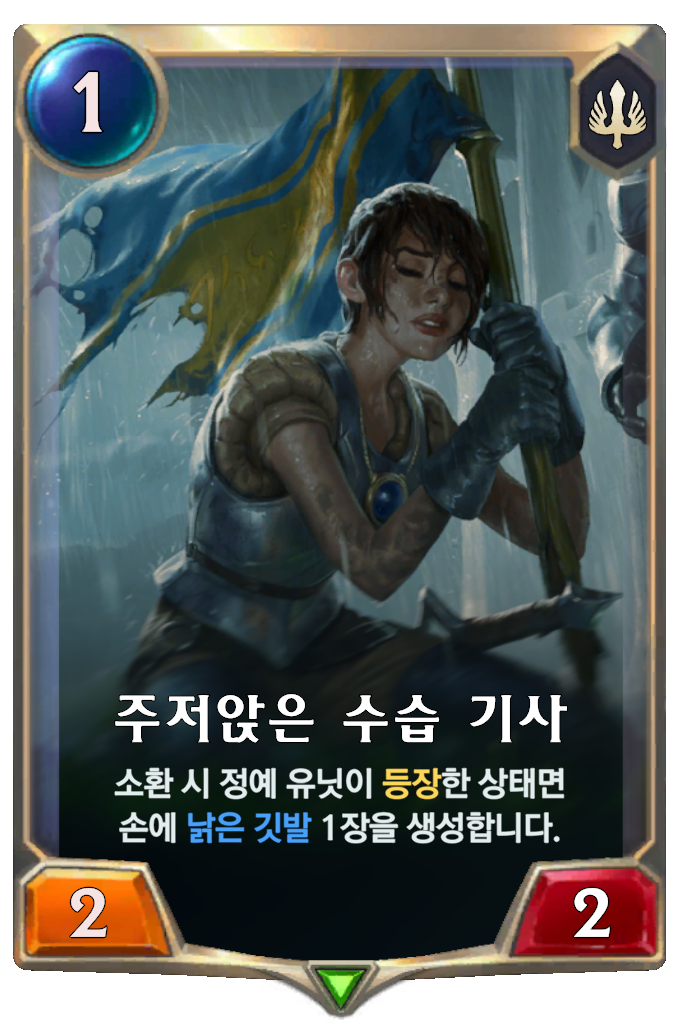 1
주저앉은 수습 기사
소환 시 정예 유닛이 등장한 상태면
손에 낡은 깃발 1장을 생성합니다.
2
2